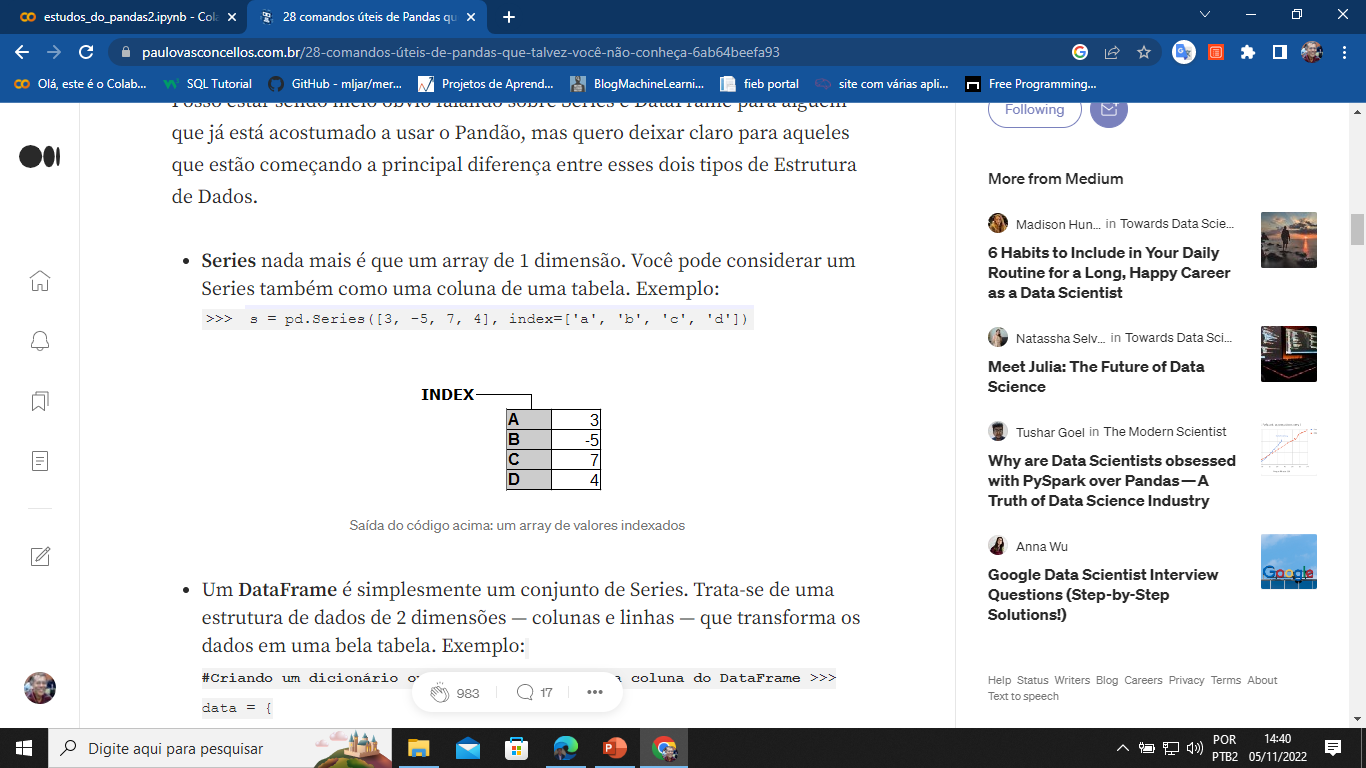 estudos_do_pandas2.ipynb - Cola
28 comandos úteis de Pandas qu
paulovasconcellos.com.br/28-comandos-úteis-de-pandas-que-talvez-você-não-conheça-6ab64beefa93
Olá, este é o Colab...
SQL Tutorial
GitHub - mljar/mer...
Projetos de Aprend...
BlogMachineLearni...
fieb portal
site com várias apli...
Free Programming...
Posso estar sendo meio óbvio falando sobre Series e DataFrame para alguém
que já está acostumado a usar o Pandão, mas quero deixar claro para aqueles
que estão começando a principal diferença entre esses dois tipos de Estrutura
de Dados.
• Series nada mais é que um array de 1 dimensão. Você pode considerar um
Series também como uma coluna de uma tabela. Exemplo:
>>> s = pd.Series([3, -5, 7, 4], index=['a', 'b', 'c', 'd'])
INDEX
A 3
B -5
C 7
D 4
Saída do código acima: um array de valores indexados
• Um DataFrame é simplesmente um conjunto de Series. Trata-se de uma
estrutura de dados de 2 dimensões — colunas e linhas — que transforma os
dados em uma bela tabela. Exemplo:
#Criando um dicionário a coluna do DataFrame >>>
data = {
983
17
Following
More from Medium
Madison Hun... in Towards Data Scie...
6 Habits to Include in Your Daily
Routine for a Long, Happy Career
as a Data Scientist
Natassha Selv... in Towards Data Sci...
Meet Julia: The Future of Data
Science
Tushar Goel in The Modern Scientist
Why are Data Scientists obsessed
with PySpark over Pandas — A
Truth of Data Science Industry
Anna Wu
Google Data Scientist Interview
Questions (Step-by-Step
Solutions!)
Google
Help Status Writers Blog Careers Privacy Terms About
Text to speech
Digite aqui para pesquisar
POR
PTB2
14:40
05/11/2022